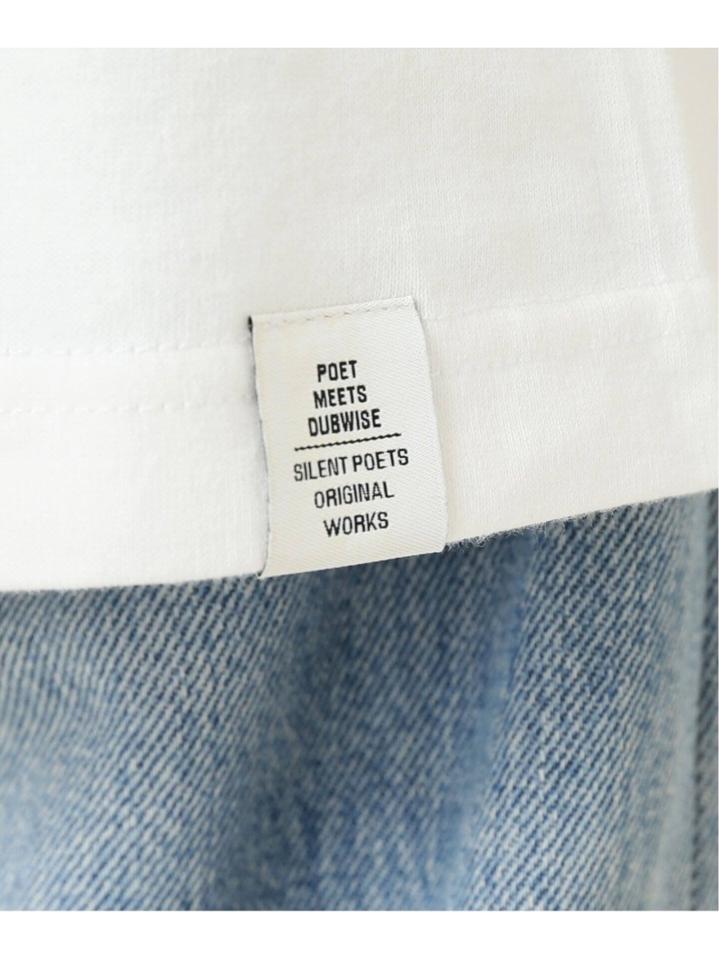 POET
MEETS
DUBWISE
SILENT POETS
ORIGINAL
WORKS